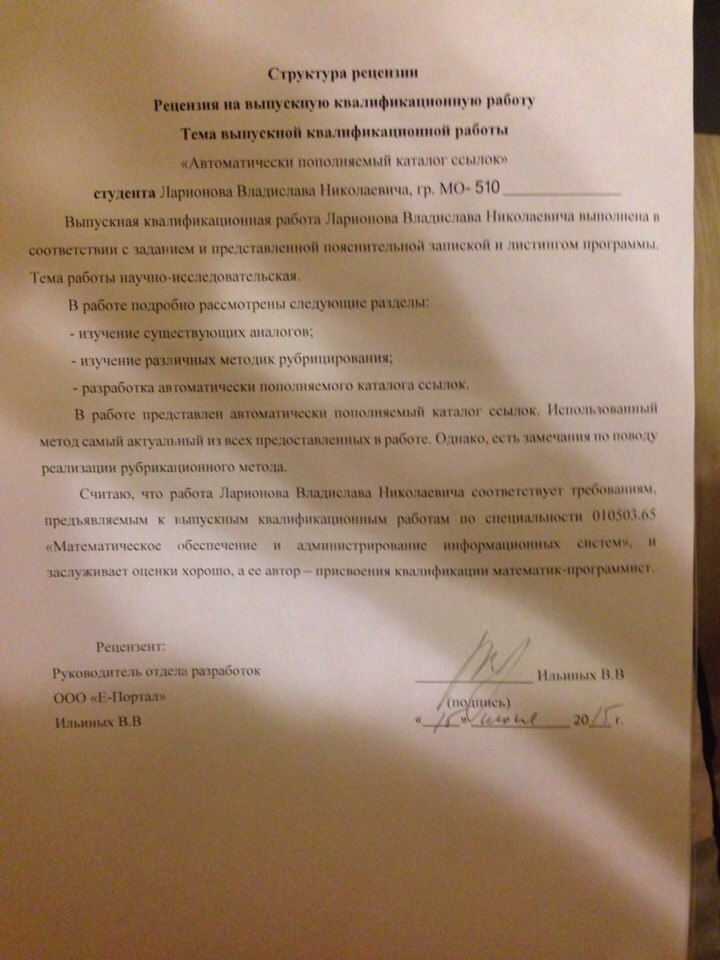 Структура рецензии
Рецензия на выпускную квалификационную работу
Тема выпускной квалификационной работы
«Автоматически пополняемый каталог ссылок»
студента Ларионова Владислава Николаевича, гр. МО- 510 _______________
Выпускная квалификационная работа Ларионова Владислава Николаевича выполнена в
соответствии с заданием и представленной пояснительной запиской и листингом программы.
Тема работы научно-исследовательская.
В работе подробно рассмотрены следующие разделы:
- изучение существующих аналогов;
- изучение различных методик рубрицирования;
- разработка автоматически пополняемого каталога ссылок.
В работе представлен автоматически пополняемый каталог ссылок. Использованный
метод самый актуальный из всех предоставленных в работе. Однако, есть замечания по поводу
реализации рубрикационного метода.
Считаю, что работа Ларионова Владислава Николаевича соответствует требованиям,
предъявляемым к выпускным квалификационным работам по специальности 010503.65
«Математическое обеспечение и администрирование информационных систем», и
заслуживает оценки хорошо, а ее автор – присвоения квалификации математик-программист.
Рецензент:
Руководитель отдела разработок
ООО «Е-Портал»
Ильиных В.В
_______________ Ильиных В.В
(подпись)
«15» июня 2015 г.